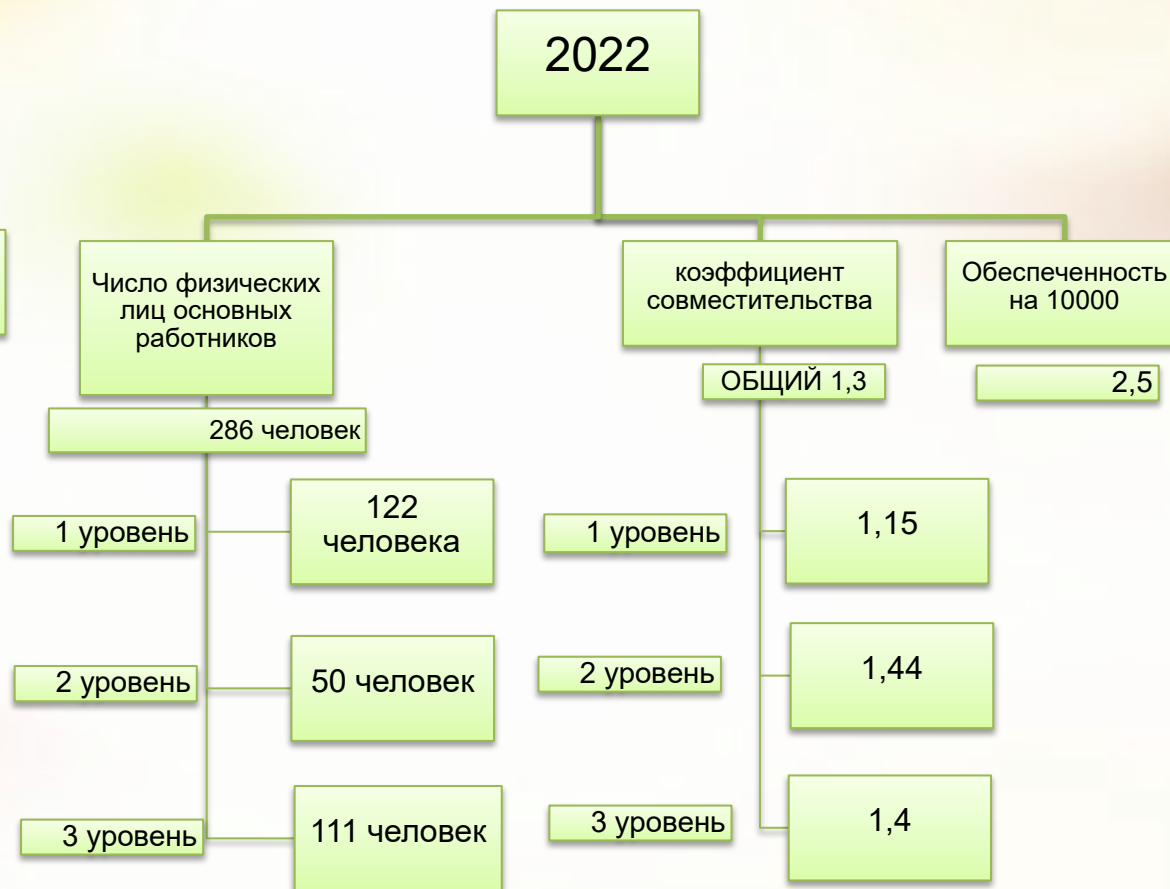 2022
Число физических
лиц основных
работников
286 человек
1 уровень
122
человека
2 уровень
50 человек
3 уровень
111 человек
коэффициент
совместительства
ОБЩИЙ 1,3
1 уровень
1,15
2 уровень
1,44
3 уровень
1,4
Обеспеченность
на 10000
2,5